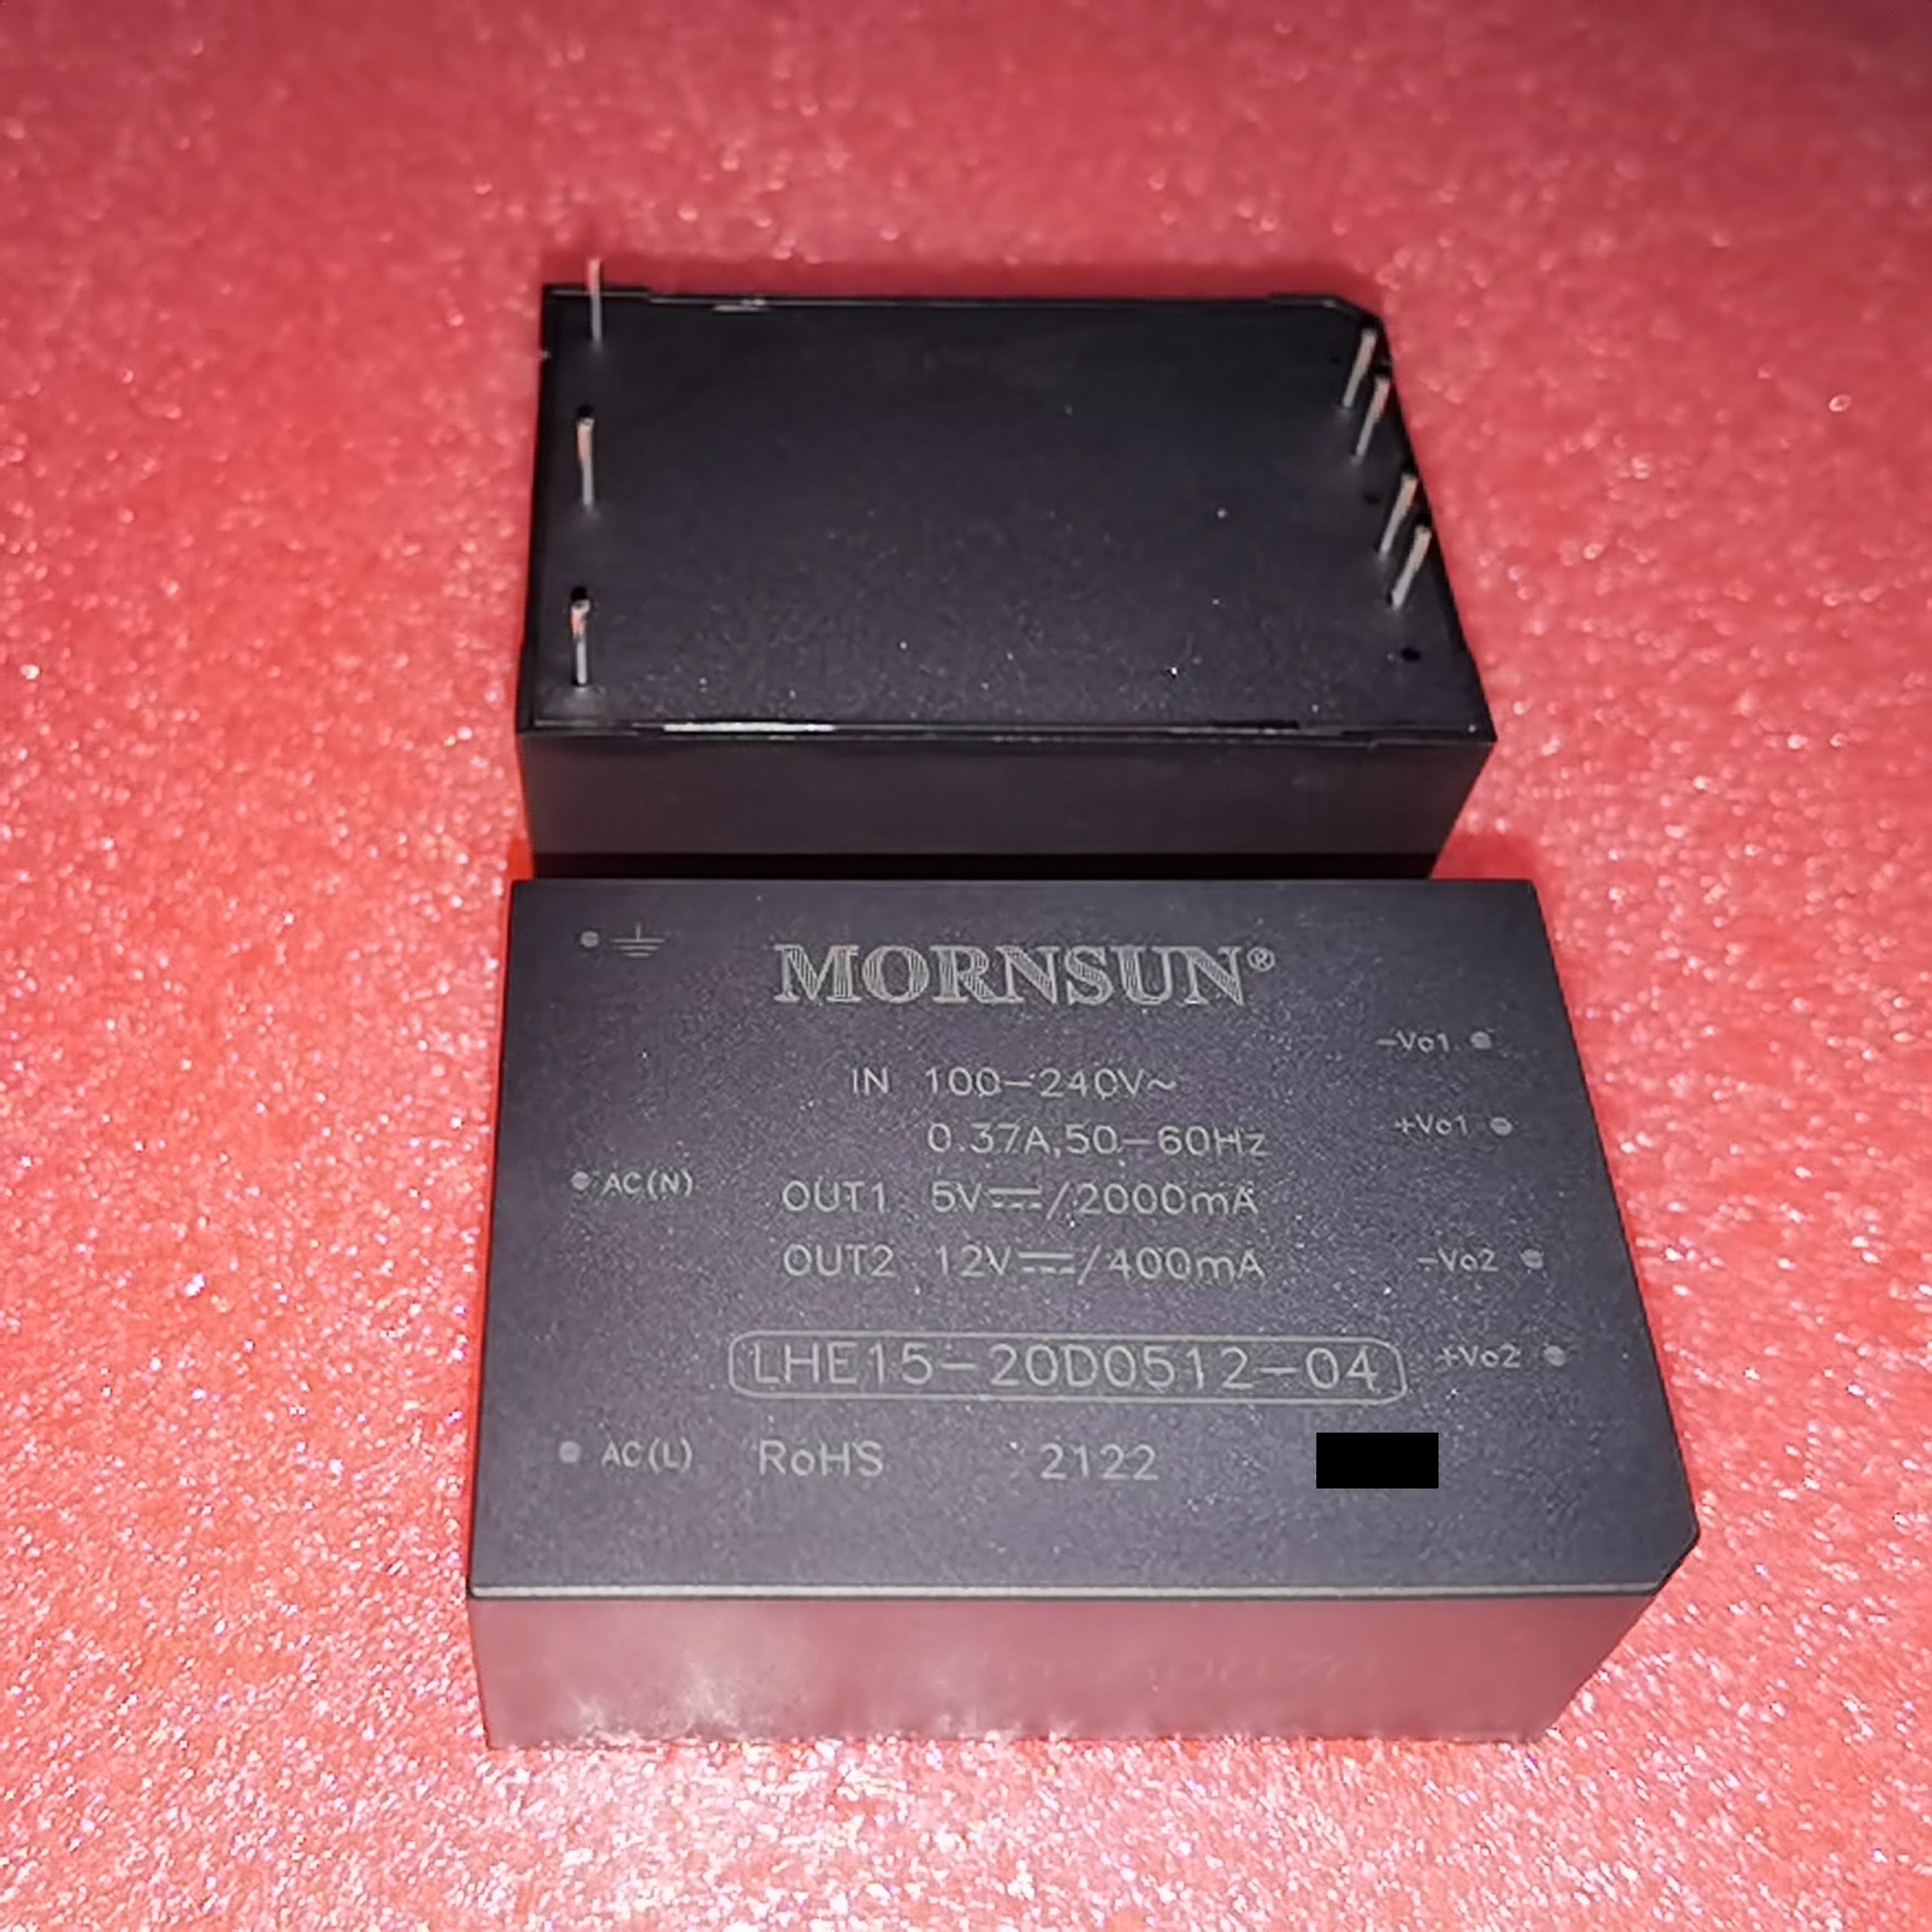 MORNSUN®
-Vo1
IN 100-240V~
+Vo1
0.37A,50-60Hz
AC(N)
OUT1 5V⎓/2000mA
OUT2 12V⎓/400mA
-Vo2
LHE15-20D0512-04
+Vo2
AC(L) RoHS 2122